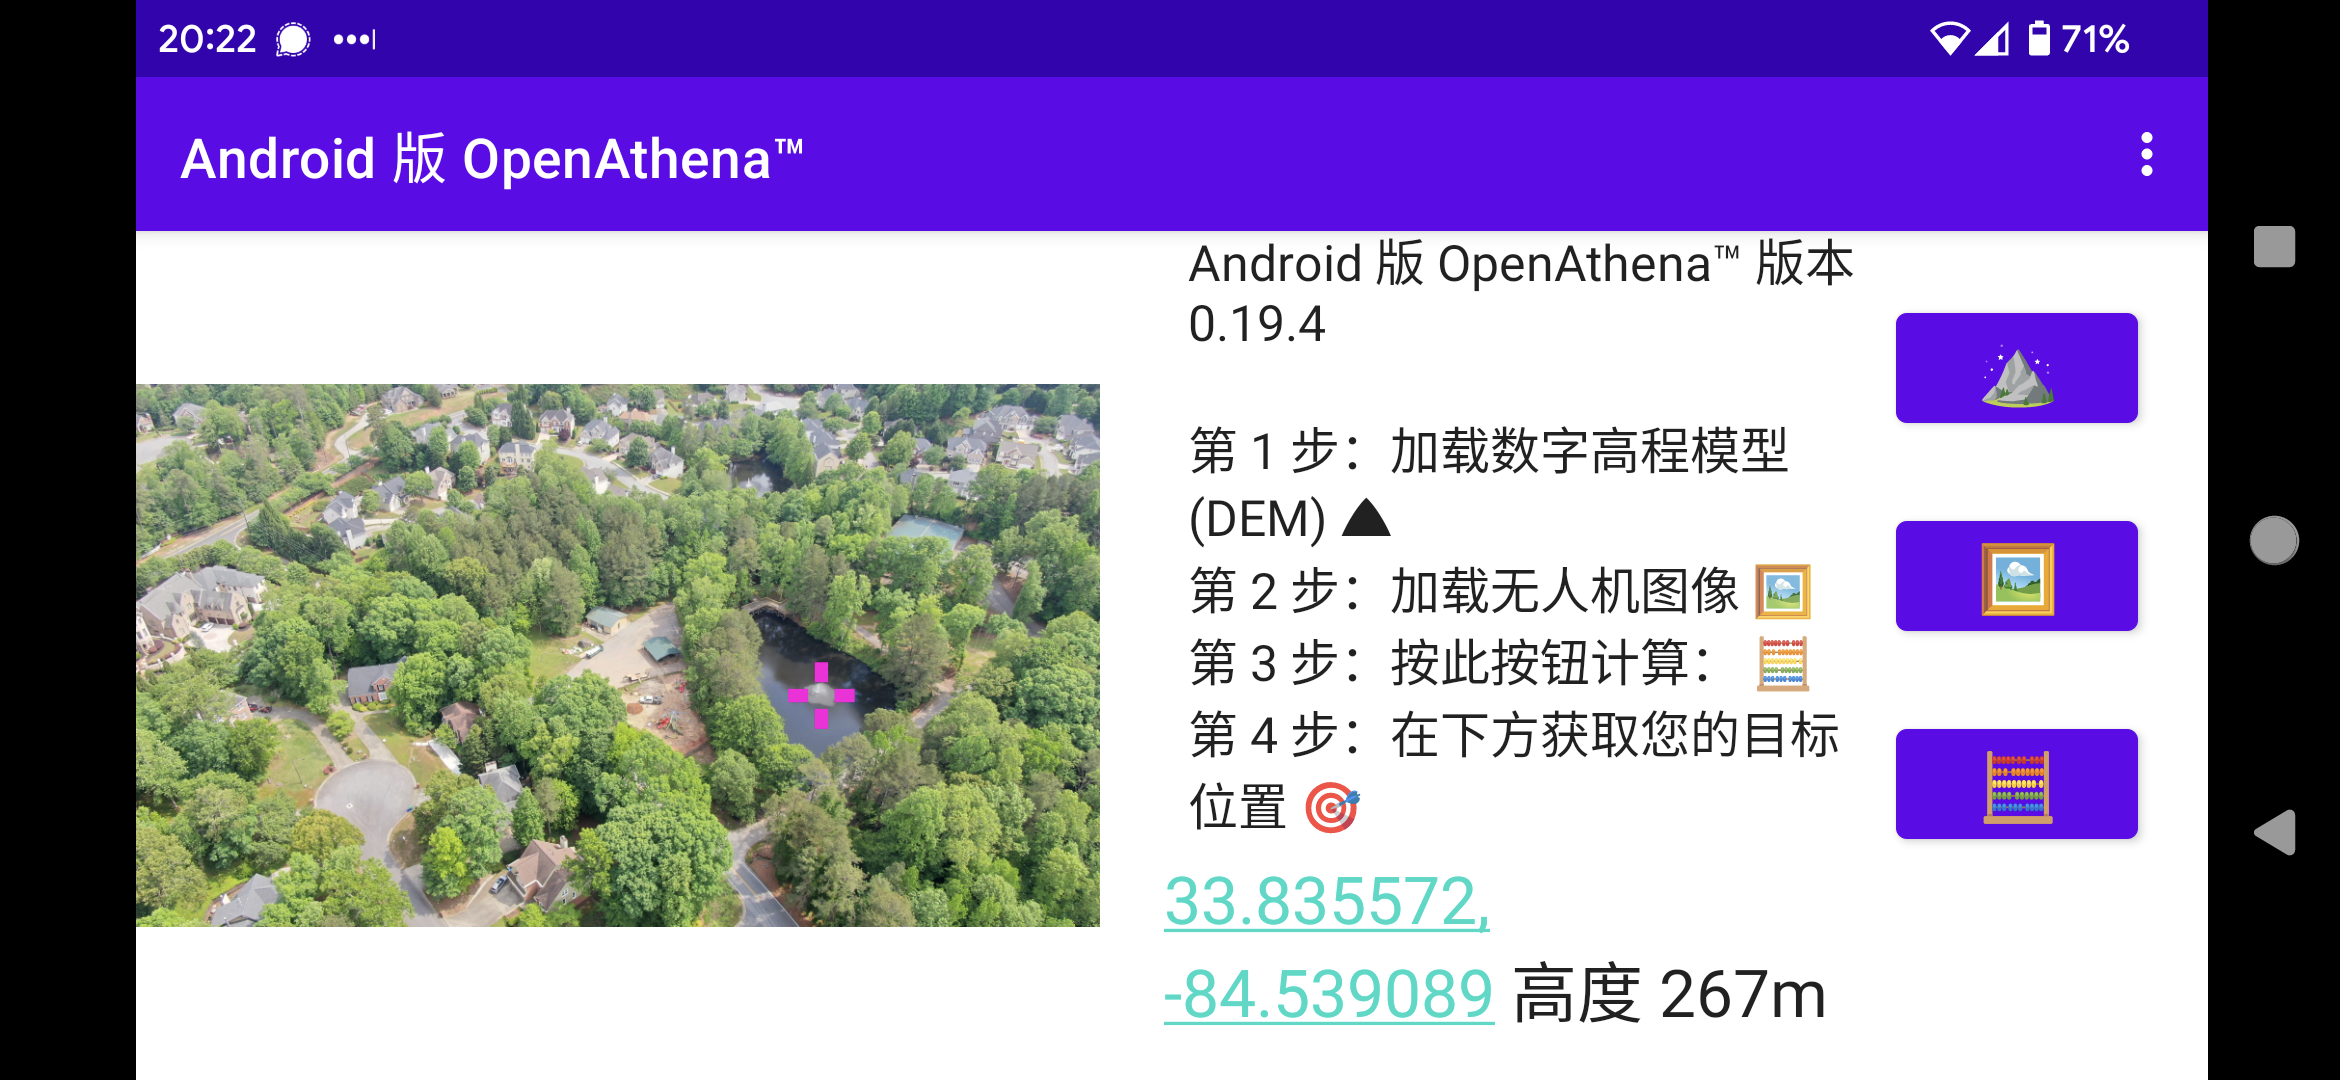 20:22
71%
Android 版 OpenAthena™
Android 版 OpenAthena™ 版本
0.19.4
第 1 步：加载数字高程模型
(DEM) ⛰
第 2 步：加载无人机图像 🖼️
第 3 步：按此按钮计算： 🧮
第 4 步：在下方获取您的目标
位置 🎯
33.835572,
-84.539089 高度 267m